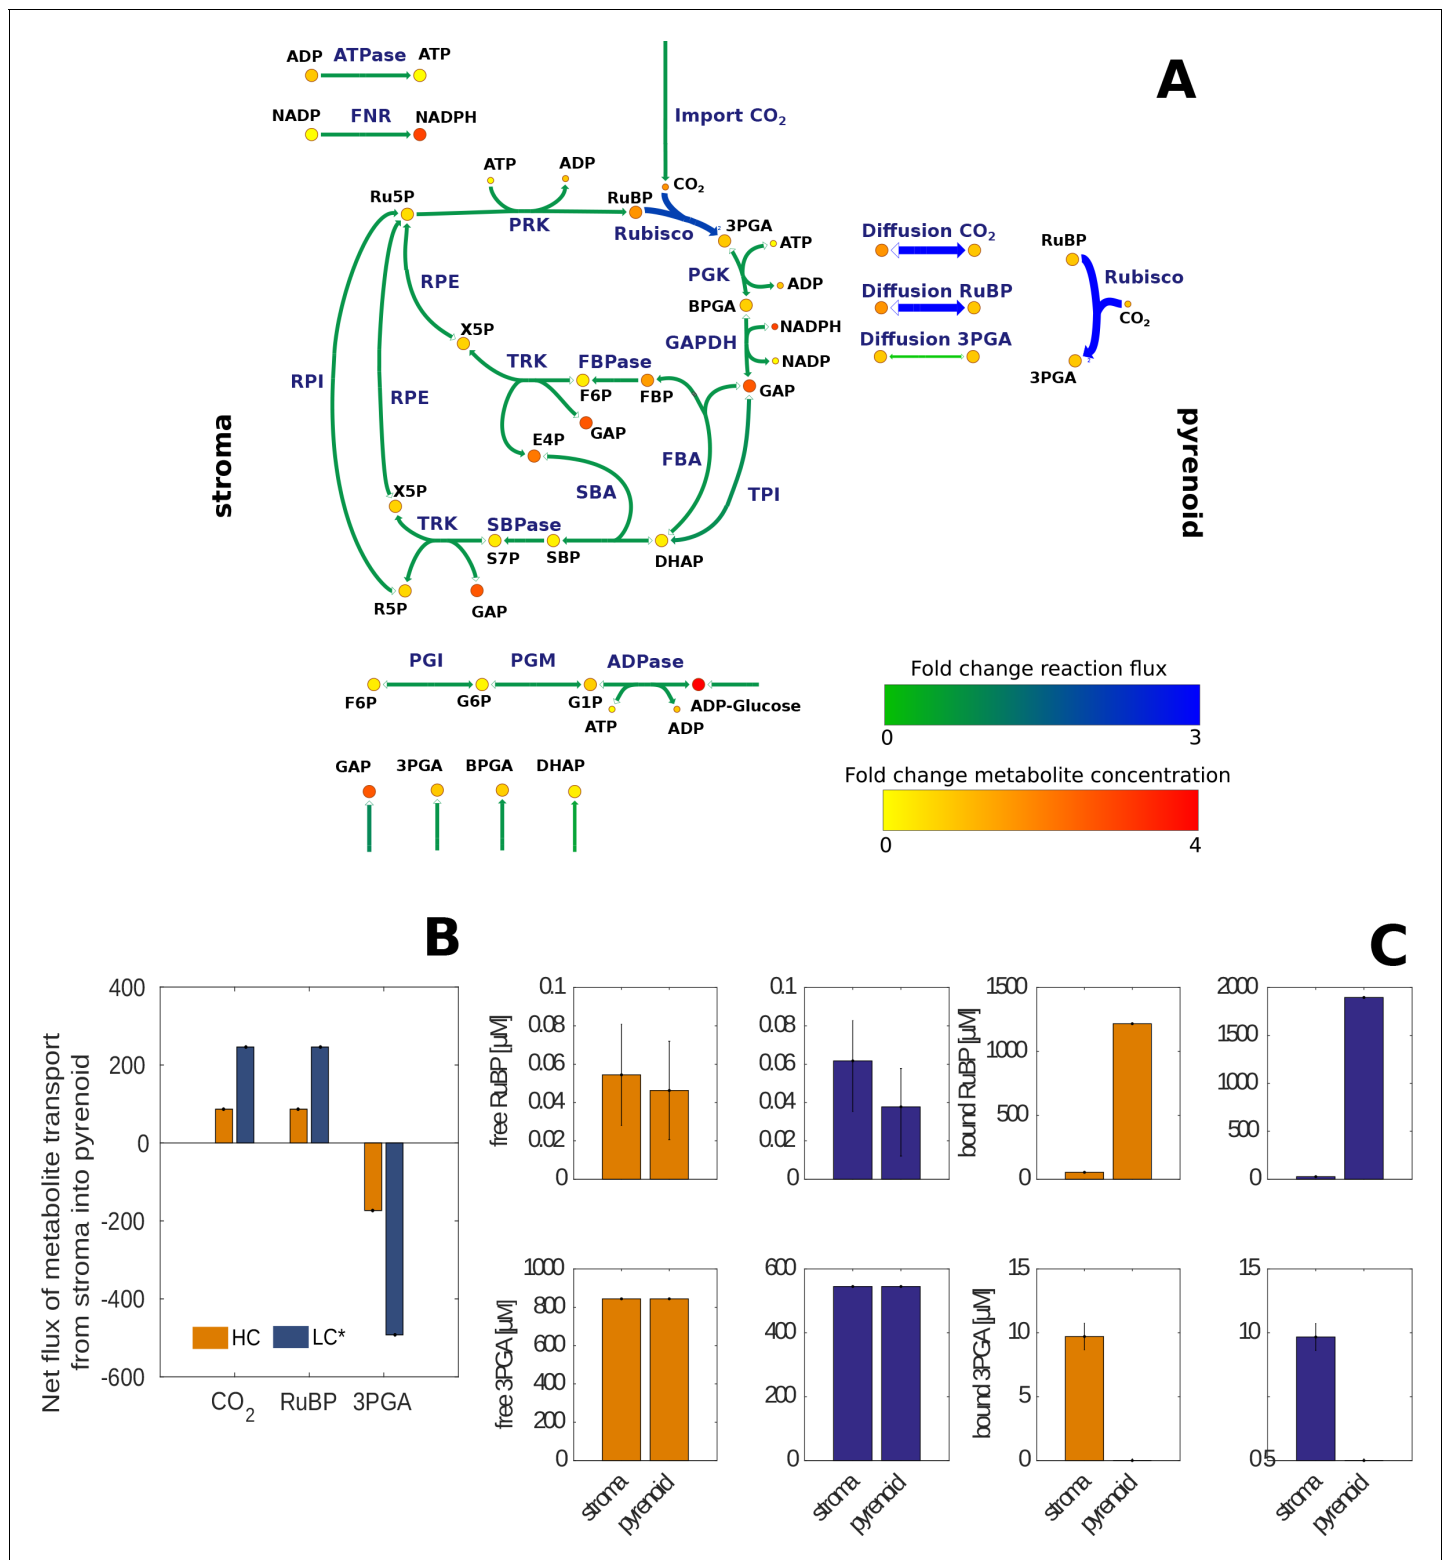 A
ADP ATPase ATP
NADP FNR NADPH
Import CO2
ATP ADP
Ru5P
RuBP
CO2
PRK
Rubisco
3PGA
ATP
PGK
ADP
RPE
BPGA
NADPH
GAPDH
NADP
X5P
TRK
FBPase
RPI
RPE
F6P
FBP
GAP
GAP
E4P
FBA
SBA
TPI
X5P
TRK
SBPase
S7P
SBP
DHAP
R5P
GAP
stroma
Diffusion CO2
Diffusion RuBP
Diffusion 3PGA
RuBP
Rubisco
CO2
3PGA
pyrenoid
PGI PGM ADPase
F6P
G6P
G1P
ADP-Glucose
ATP
ADP
GAP 3PGA BPGA DHAP
Fold change reaction flux
0 3
Fold change metabolite concentration
0 4
B
Net flux of metabolite transport
from stroma into pyrenoid
400
200
0
-200
-400
-600
HC LC*
CO2 RuBP 3PGA
C
free RuBP [µM]
0.1
0.08
0.06
0.04
0.02
0
0.1
0.08
0.06
0.04
0.02
0
bound RuBP [µM]
1500
1000
500
0
2000
1500
1000
500
0
free 3PGA [µM]
1000
800
600
400
200
0
stroma
pyrenoid
600
400
200
0
stroma
pyrenoid
bound 3PGA [µM]
15
10
5
0
stroma
pyrenoid
15
10
05
stroma
pyrenoid